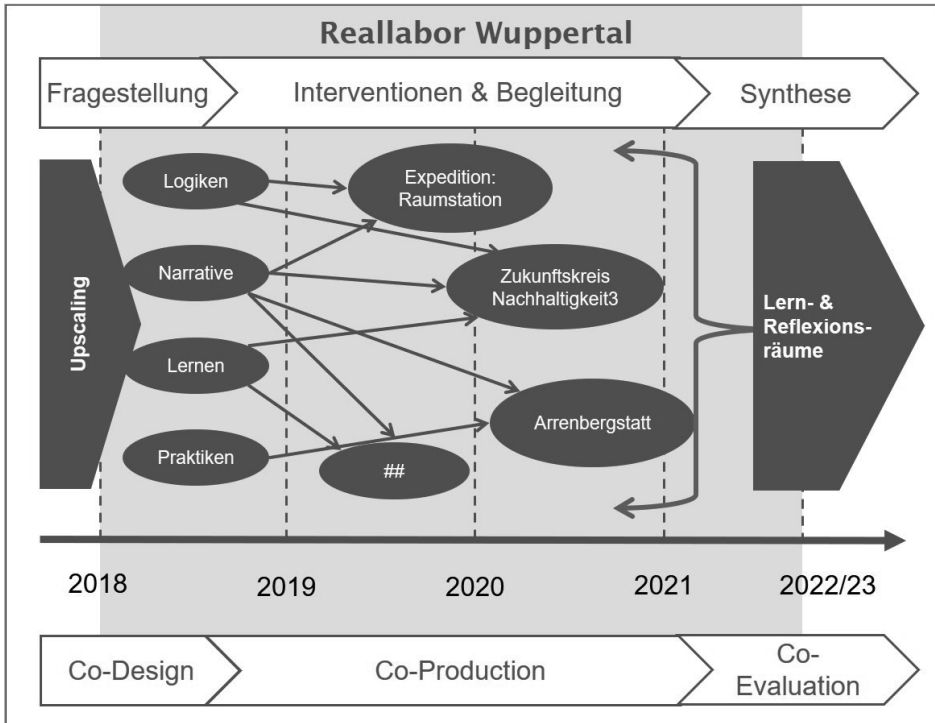 Reallabor Wuppertal
Fragestellung
Interventionen & Begleitung
Synthese
Upscaling
Logiken
Narrative
Lernen
Praktiken
Expedition:
Raumstation
Zukunftskreis
Nachhaltigkeit3
Arrenbergstatt
##
Lern- &
Reflexions-
räume
2018
2019
2020
2021
2022/23
Co-Design
Co-Production
Co-
Evaluation